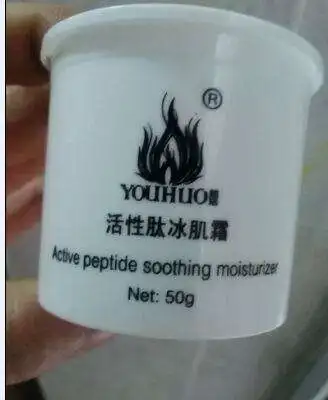 ®
YOUHUO
活性肽冰肌霜
Active peptide soothing moisturizer
Net: 50g